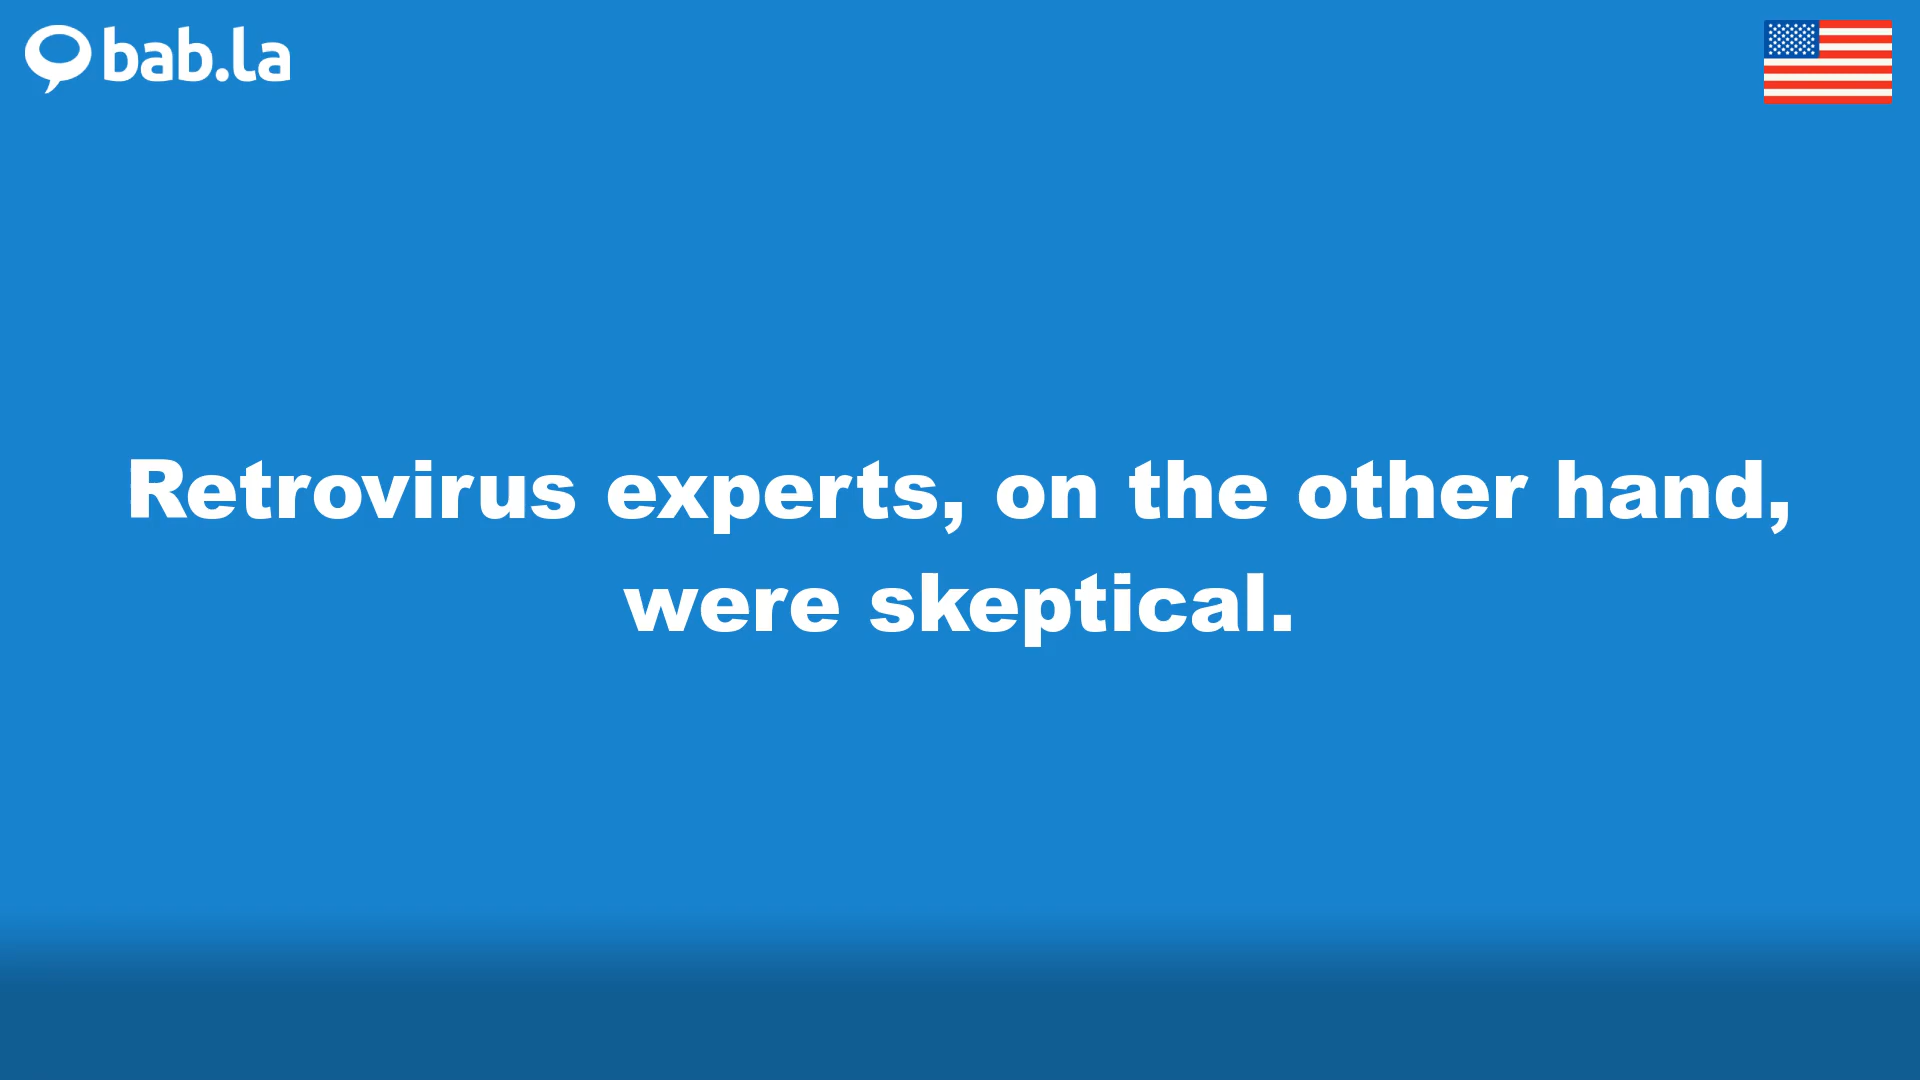 bab.la
Retrovirus experts, on the other hand,
were skeptical.